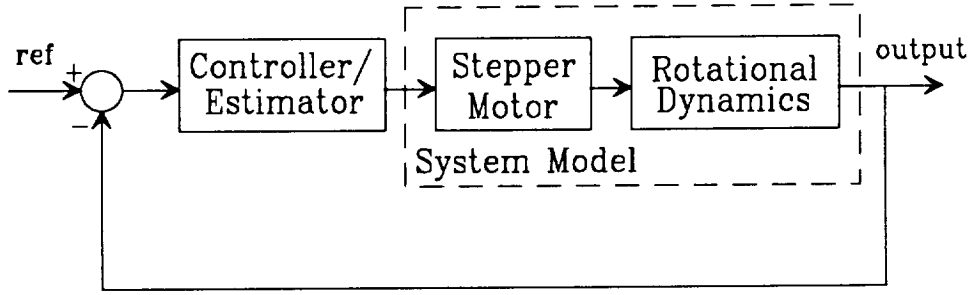 ref
+
−
Controller/
Estimator
Stepper
Motor
Rotational
Dynamics
System Model
output